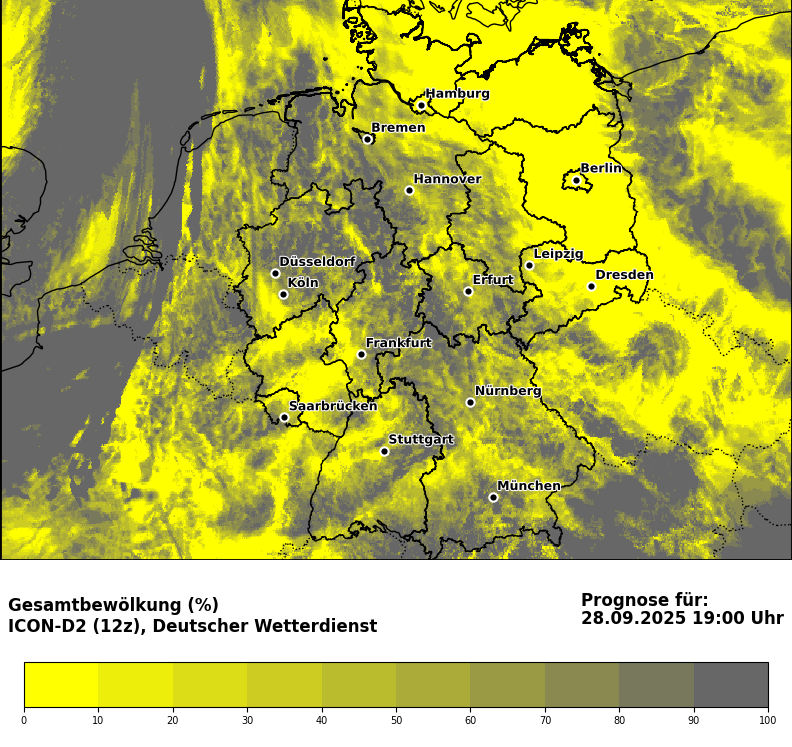 Hamburg
Bremen
Berlin
Hannover
Leipzig
Düsseldorf
Dresden
Köln
Erfurt
Frankfurt
Nürnberg
Saarbrücken
Stuttgart
München
Gesamtbewölkung (%)
ICON-D2 (12z), Deutscher Wetterdienst
Prognose für:
28.09.2025 19:00 Uhr
0 10 20 30 40 50 60 70 80 90 100